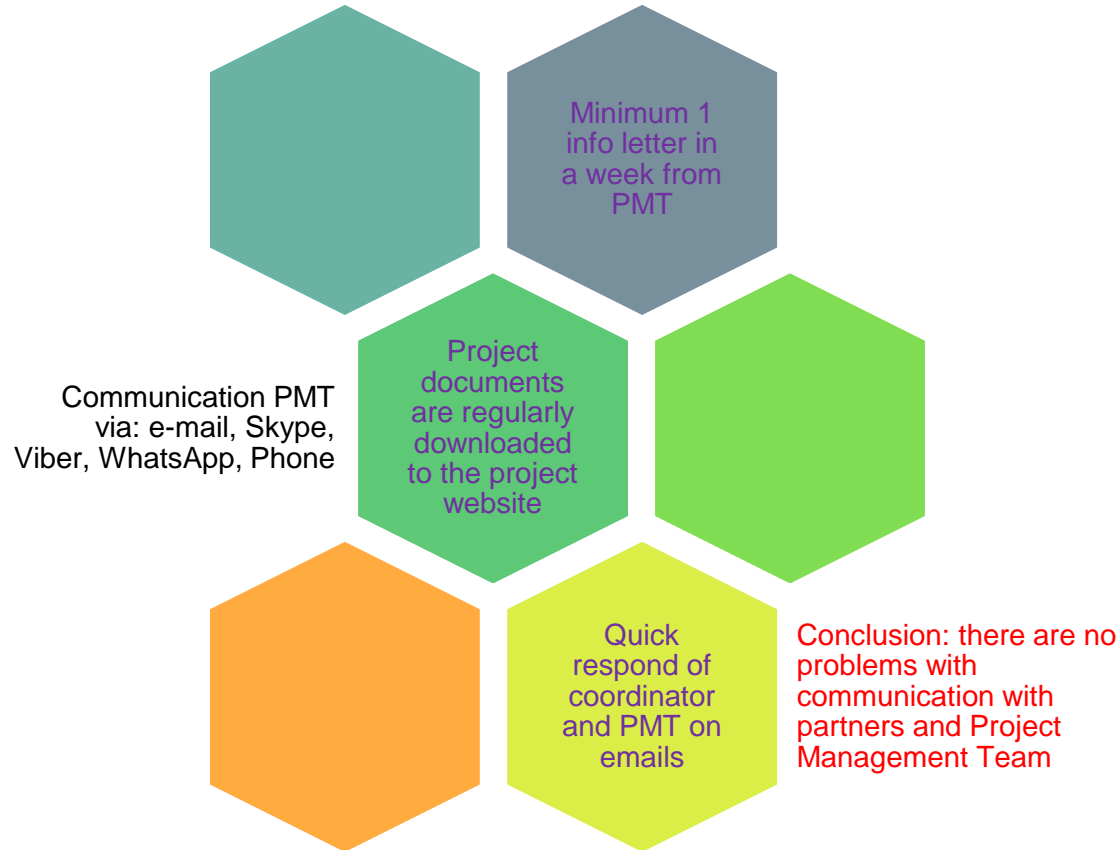 Minimum 1
info letter in
a week from
PMT
Communication PMT
via: e-mail, Skype,
Viber, WhatsApp, Phone
Project
documents
are regularly
downloaded
to the project
website
Quick
respond of
coordinator
and PMT on
emails
Conclusion: there are no
problems with
communication with
partners and Project
Management Team